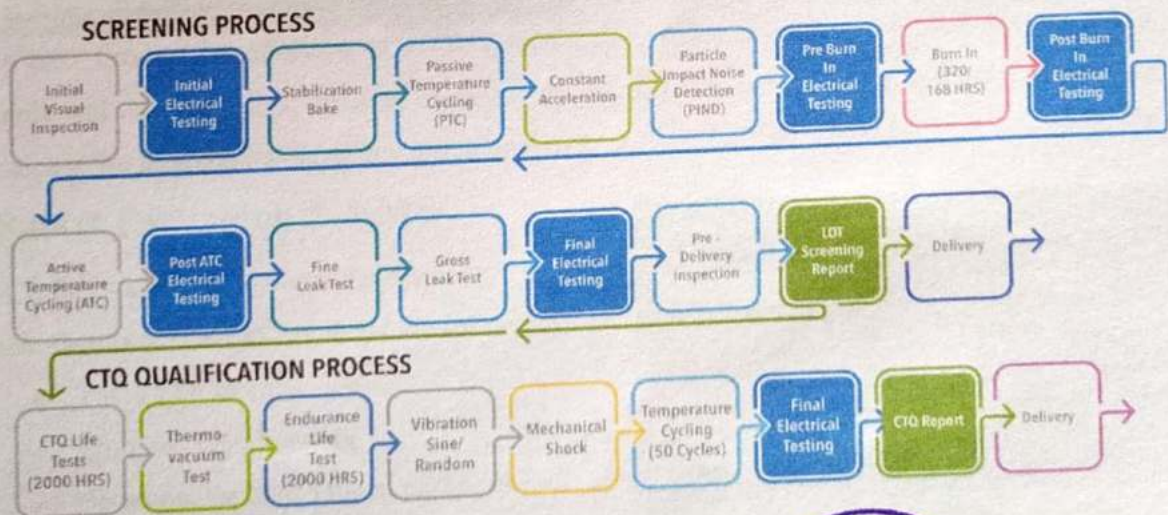 SCREENING PROCESS
Initial
Visual
Inspection
Initial
Electrical
Testing
Stabilization
Bake
Passive
Temperature
Cycling
(PTC)
Constant
Acceleration
Particle
Impact Noise
Detection
(PIND)
Pre Burn
In
Electrical
Testing
Burn In
(320/
168 HRS)
Post Burn
In
Electrical
Testing
Active
Temperature
Cycling (ATC)
Post ATC
Electrical
Testing
Fine
Leak Test
Gross
Leak Test
Final
Electrical
Testing
Pre -
Delivery
inspection
LOT
Screening
Report
Delivery
CTQ QUALIFICATION PROCESS
CTQ Life
Tests
(2000 HRS)
Thermo-
vacuum
Test
Endurance
Life
Test
(2000 HRS)
Vibration
Sine/
Random
Mechanical
Shock
Temperature
Cycling
(50 Cycles)
Final
Electrical
Testing
CTQ Report
Delivery